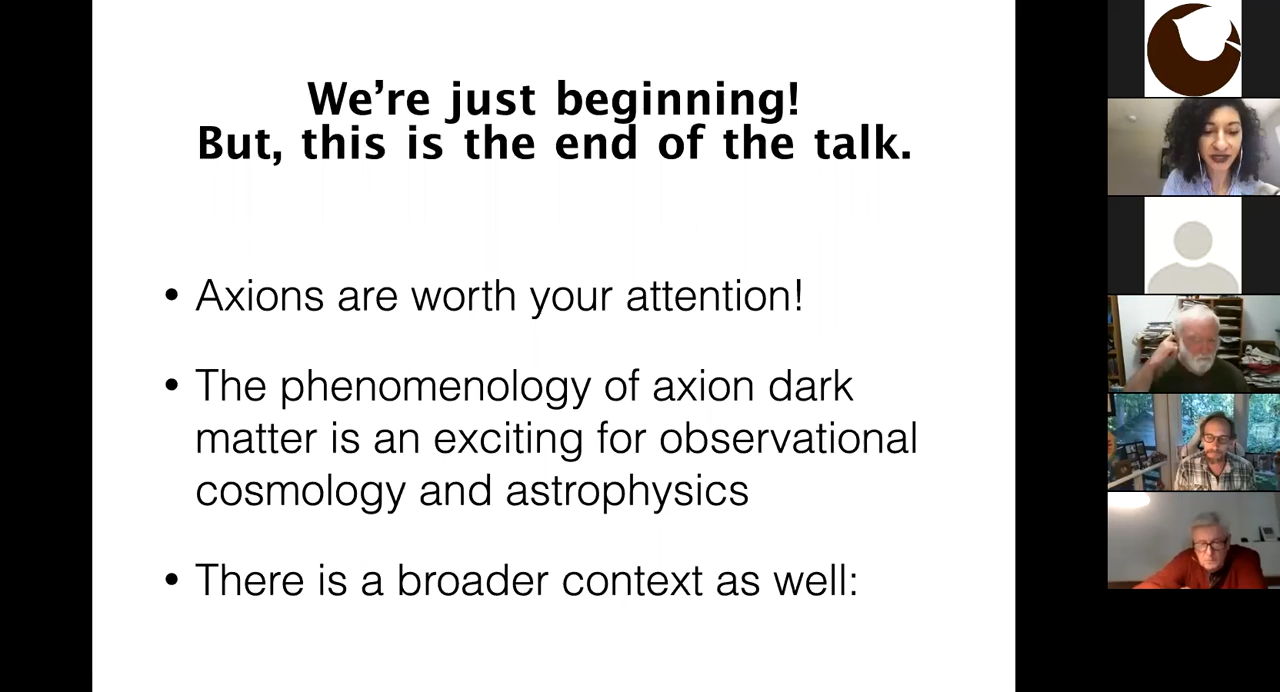 We’re just beginning!
But, this is the end of the talk.
• Axions are worth your attention!
• The phenomenology of axion dark
matter is an exciting for observational
cosmology and astrophysics
• There is a broader context as well: